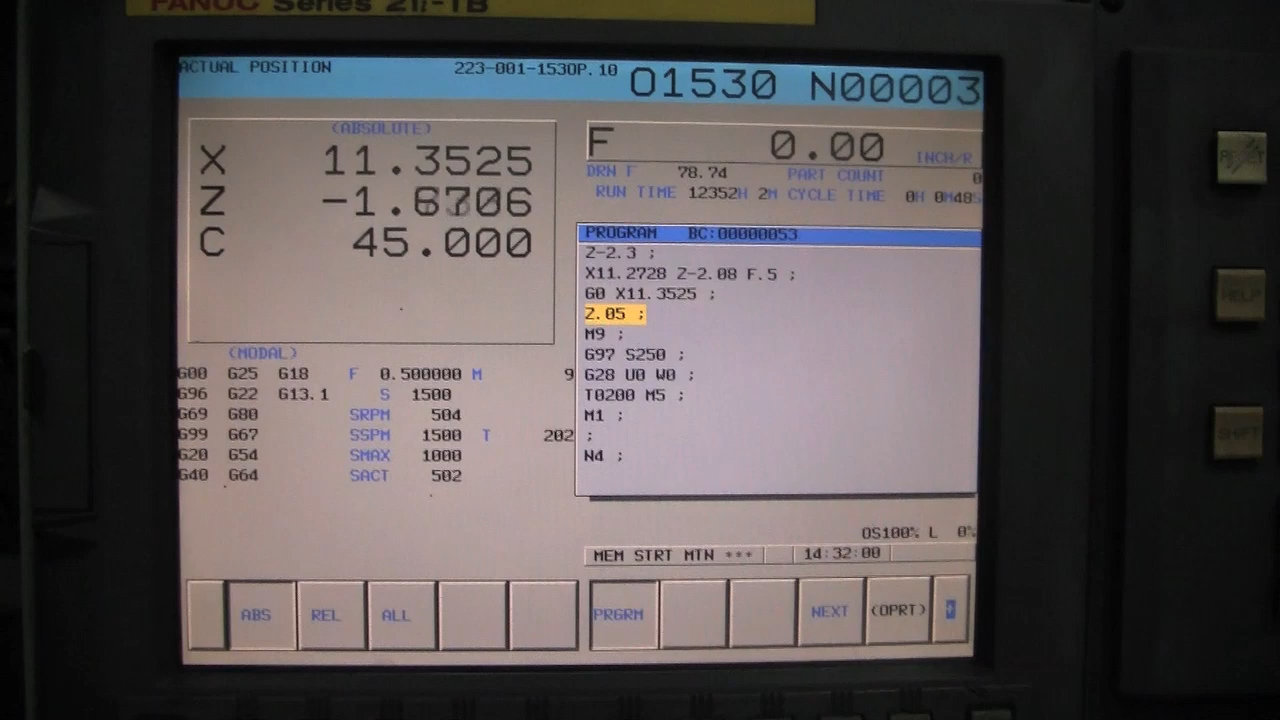 FANUC Series 21i-TB
ACTUAL POSITION 223-001-1530P.10 O1530 N00003
(ABSOLUTE)
X 11.3525
Z -1.6706
C 45.000
F 0.00 INCH/R
DRN F 78.74 PART COUNT 0
RUN TIME 12352H 2M CYCLE TIME 0H 0M48S
PROGRAM BC:00000053
Z-2.3 ;
X11.2728 Z-2.08 F.5 ;
G0 X11.3525 ;
Z.05 ;
M9 ;
G97 S250 ;
G28 U0 W0 ;
T0200 M5 ;
M1 ;
;
N4 ;
(MODAL)
G00 G25 G18 F 0.500000 M 9
G96 G22 G13.1 S 1500
G69 G80 SRPM 504
G99 G67 SSPM 1500 T 202
G20 G54 SMAX 1000
G40 G64 SACT 502
OS100% L 0%
MEM STRT MTN *** 14:32:00
ABS REL ALL PRGRM NEXT (OPRT) +
HELP
SHIFT